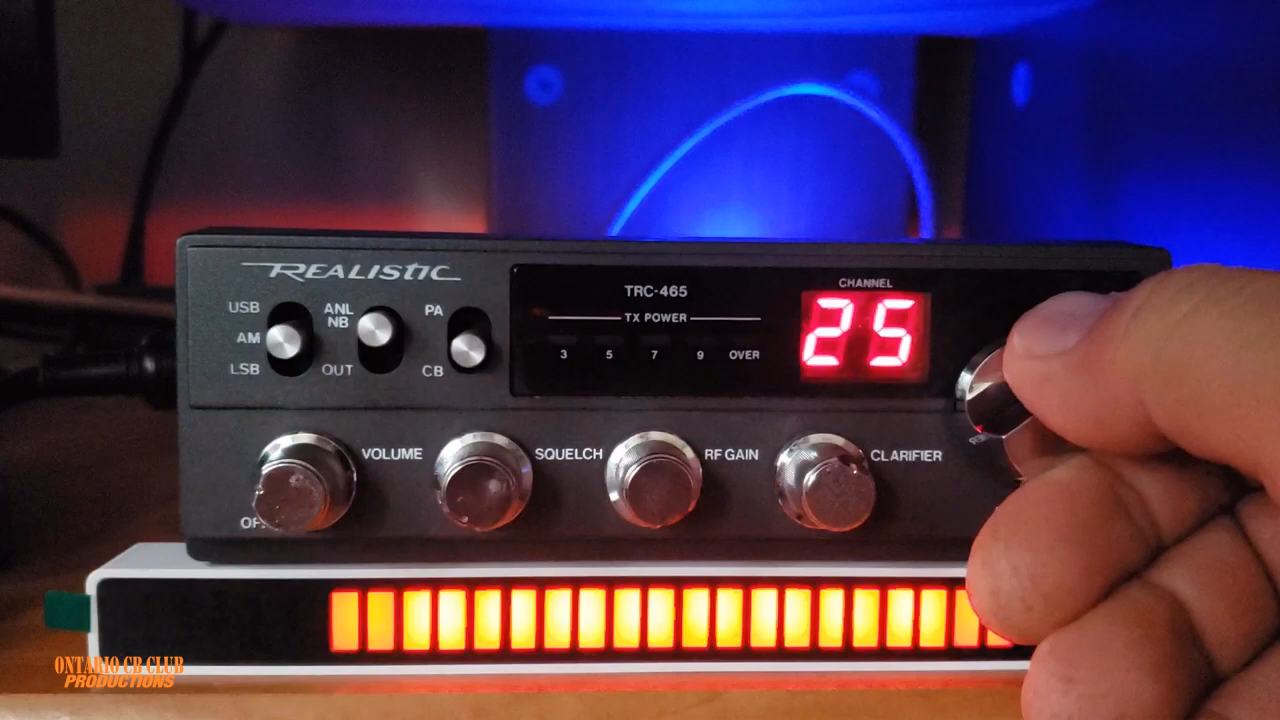 REALISTIC
TRC-465
CHANNEL
USB
ANL
NB
PA
TX POWER
25
AM
3 5 7 9 OVER
LSB
OUT
CB
VOLUME
SQUELCH
RF GAIN
CLARIFIER
ONTARIO CB CLUB
PRODUCTIONS